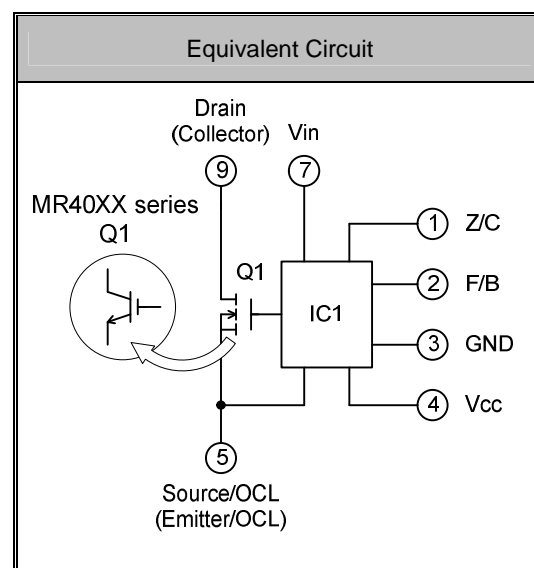 Equivalent Circuit
Drain
(Collector)
Vin
9
7
MR40XX series
Q1
Q1
IC1
1 Z/C
2 F/B
3 GND
4 Vcc
5
Source/OCL
(Emitter/OCL)